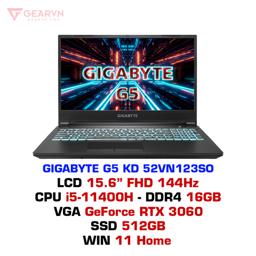 GEARVN
GIGABYTE
G5
GIGABYTE
GIGABYTE G5 KD 52VN123SO
LCD 15.6” FHD 144Hz
CPU i5-11400H - DDR4 16GB
VGA GeForce RTX 3060
SSD 512GB
WIN 11 Home